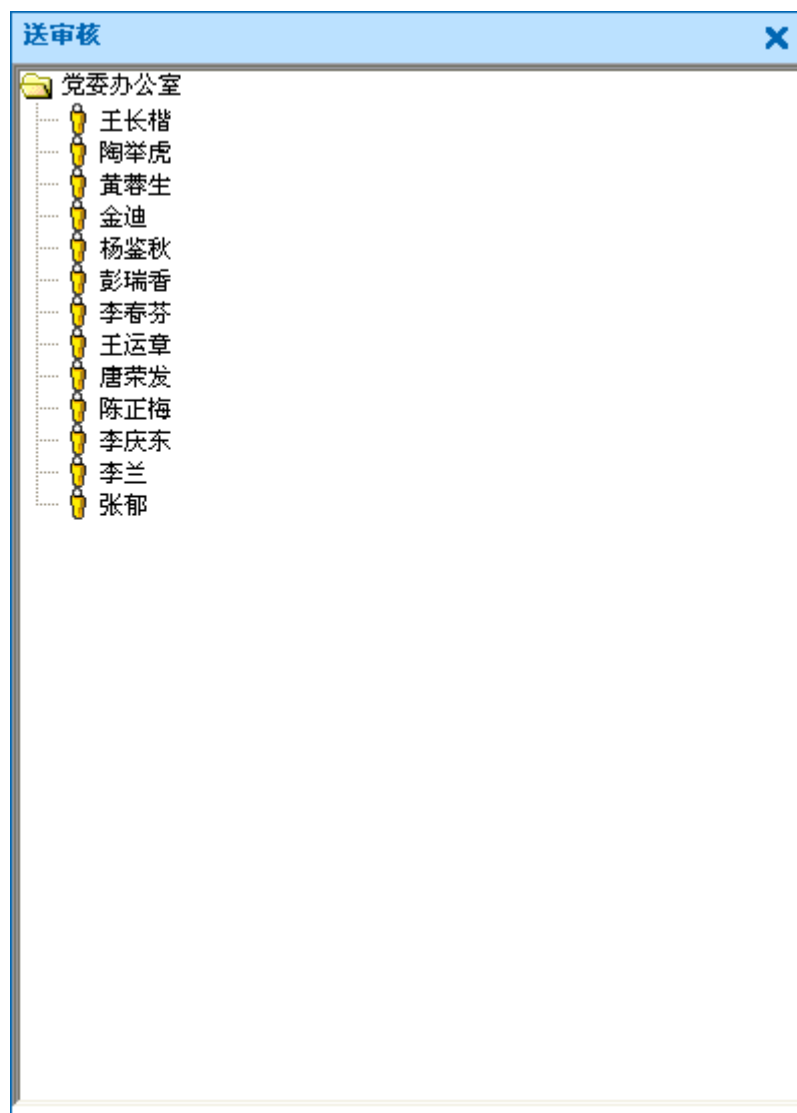 送审核
党委办公室
王长楷
陶举虎
黄蓉生
金迪
杨鉴秋
彭瑞香
李春芬
王运章
唐荣发
陈正梅
李庆东
李兰
张郁